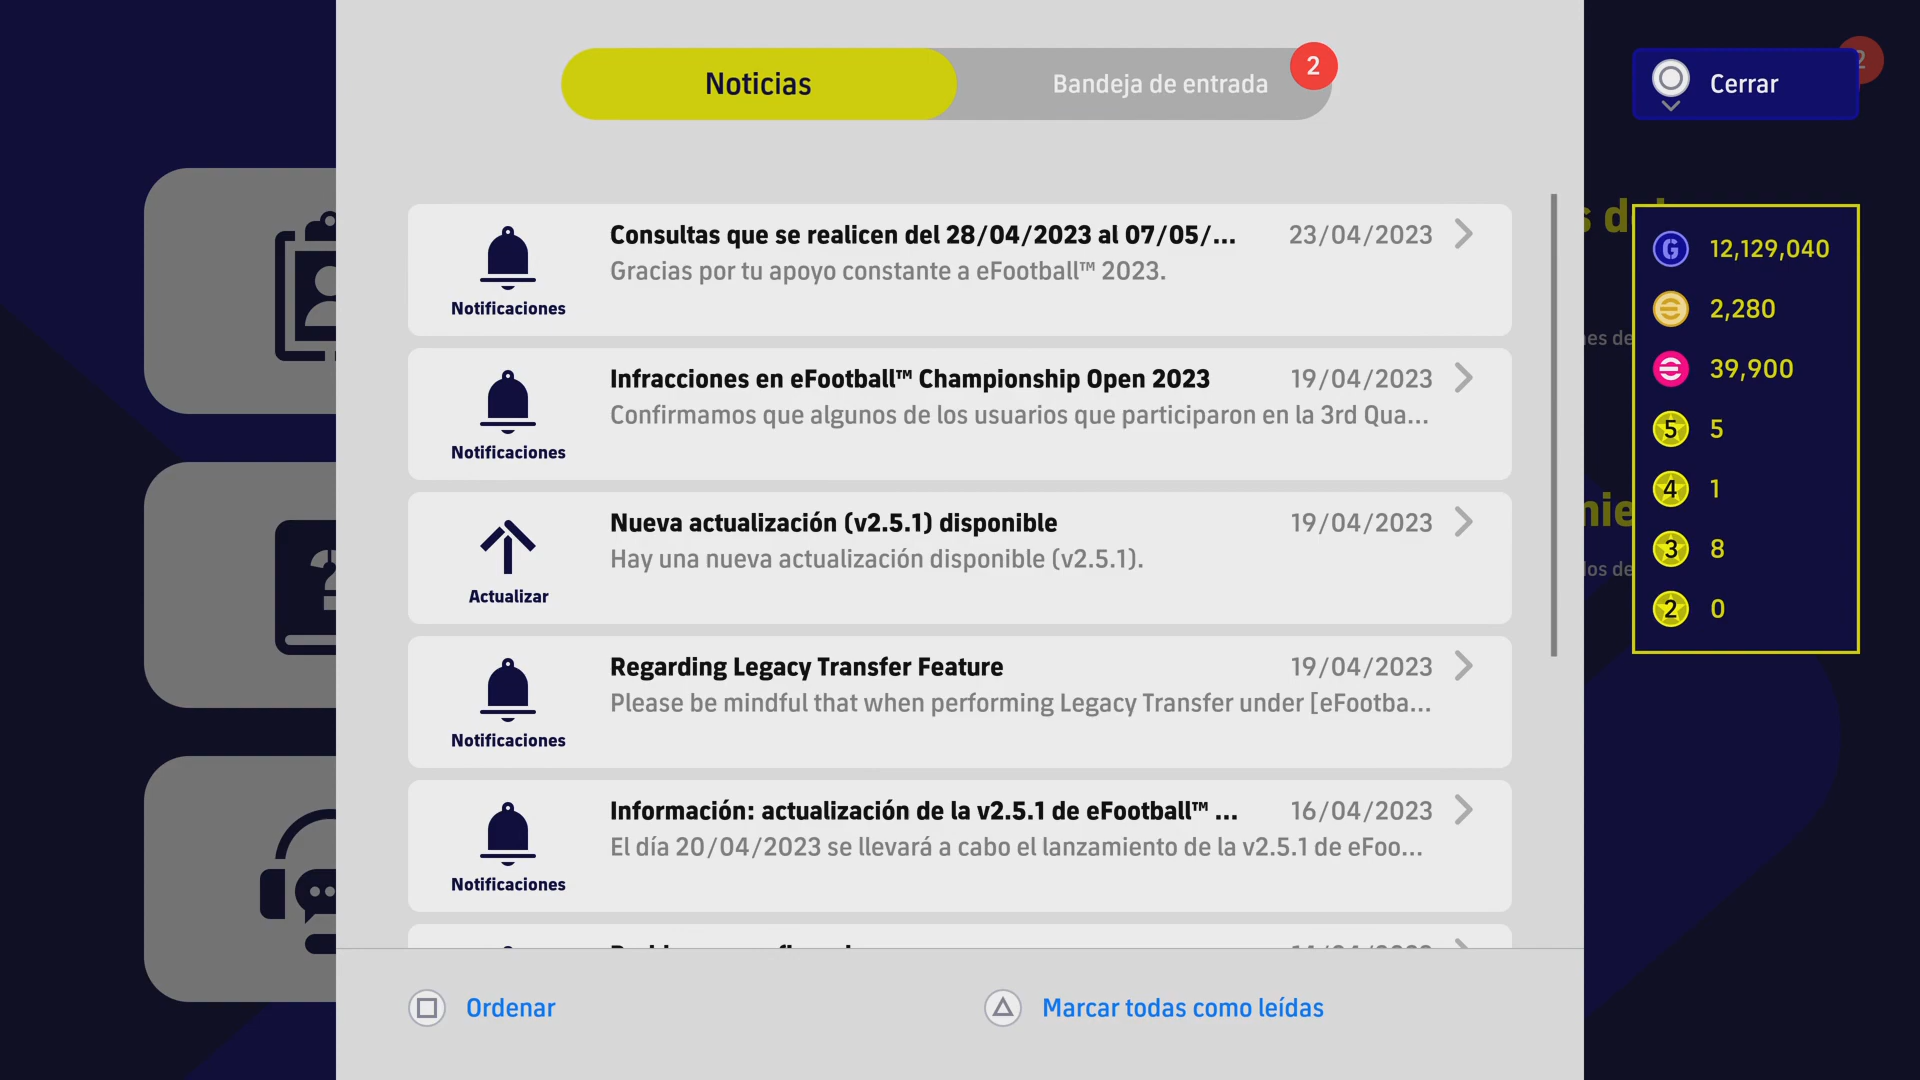 Noticias
Bandeja de entrada
2
Cerrar
Consultas que se realicen del 28/04/2023 al 07/05/...
23/04/2023
Gracias por tu apoyo constante a eFootball™ 2023.
Notificaciones
Infracciones en eFootball™ Championship Open 2023
19/04/2023
Confirmamos que algunos de los usuarios que participaron en la 3rd Qua...
Notificaciones
Nueva actualización (v2.5.1) disponible
19/04/2023
Hay una nueva actualización disponible (v2.5.1).
Actualizar
Regarding Legacy Transfer Feature
19/04/2023
Please be mindful that when performing Legacy Transfer under [eFootba...
Notificaciones
Información: actualización de la v2.5.1 de eFootball™ ...
16/04/2023
El día 20/04/2023 se llevará a cabo el lanzamiento de la v2.5.1 de eFoo...
Notificaciones
G 12,129,040
2,280
39,900
5 5
4 1
3 8
2 0
Ordenar
Marcar todas como leídas